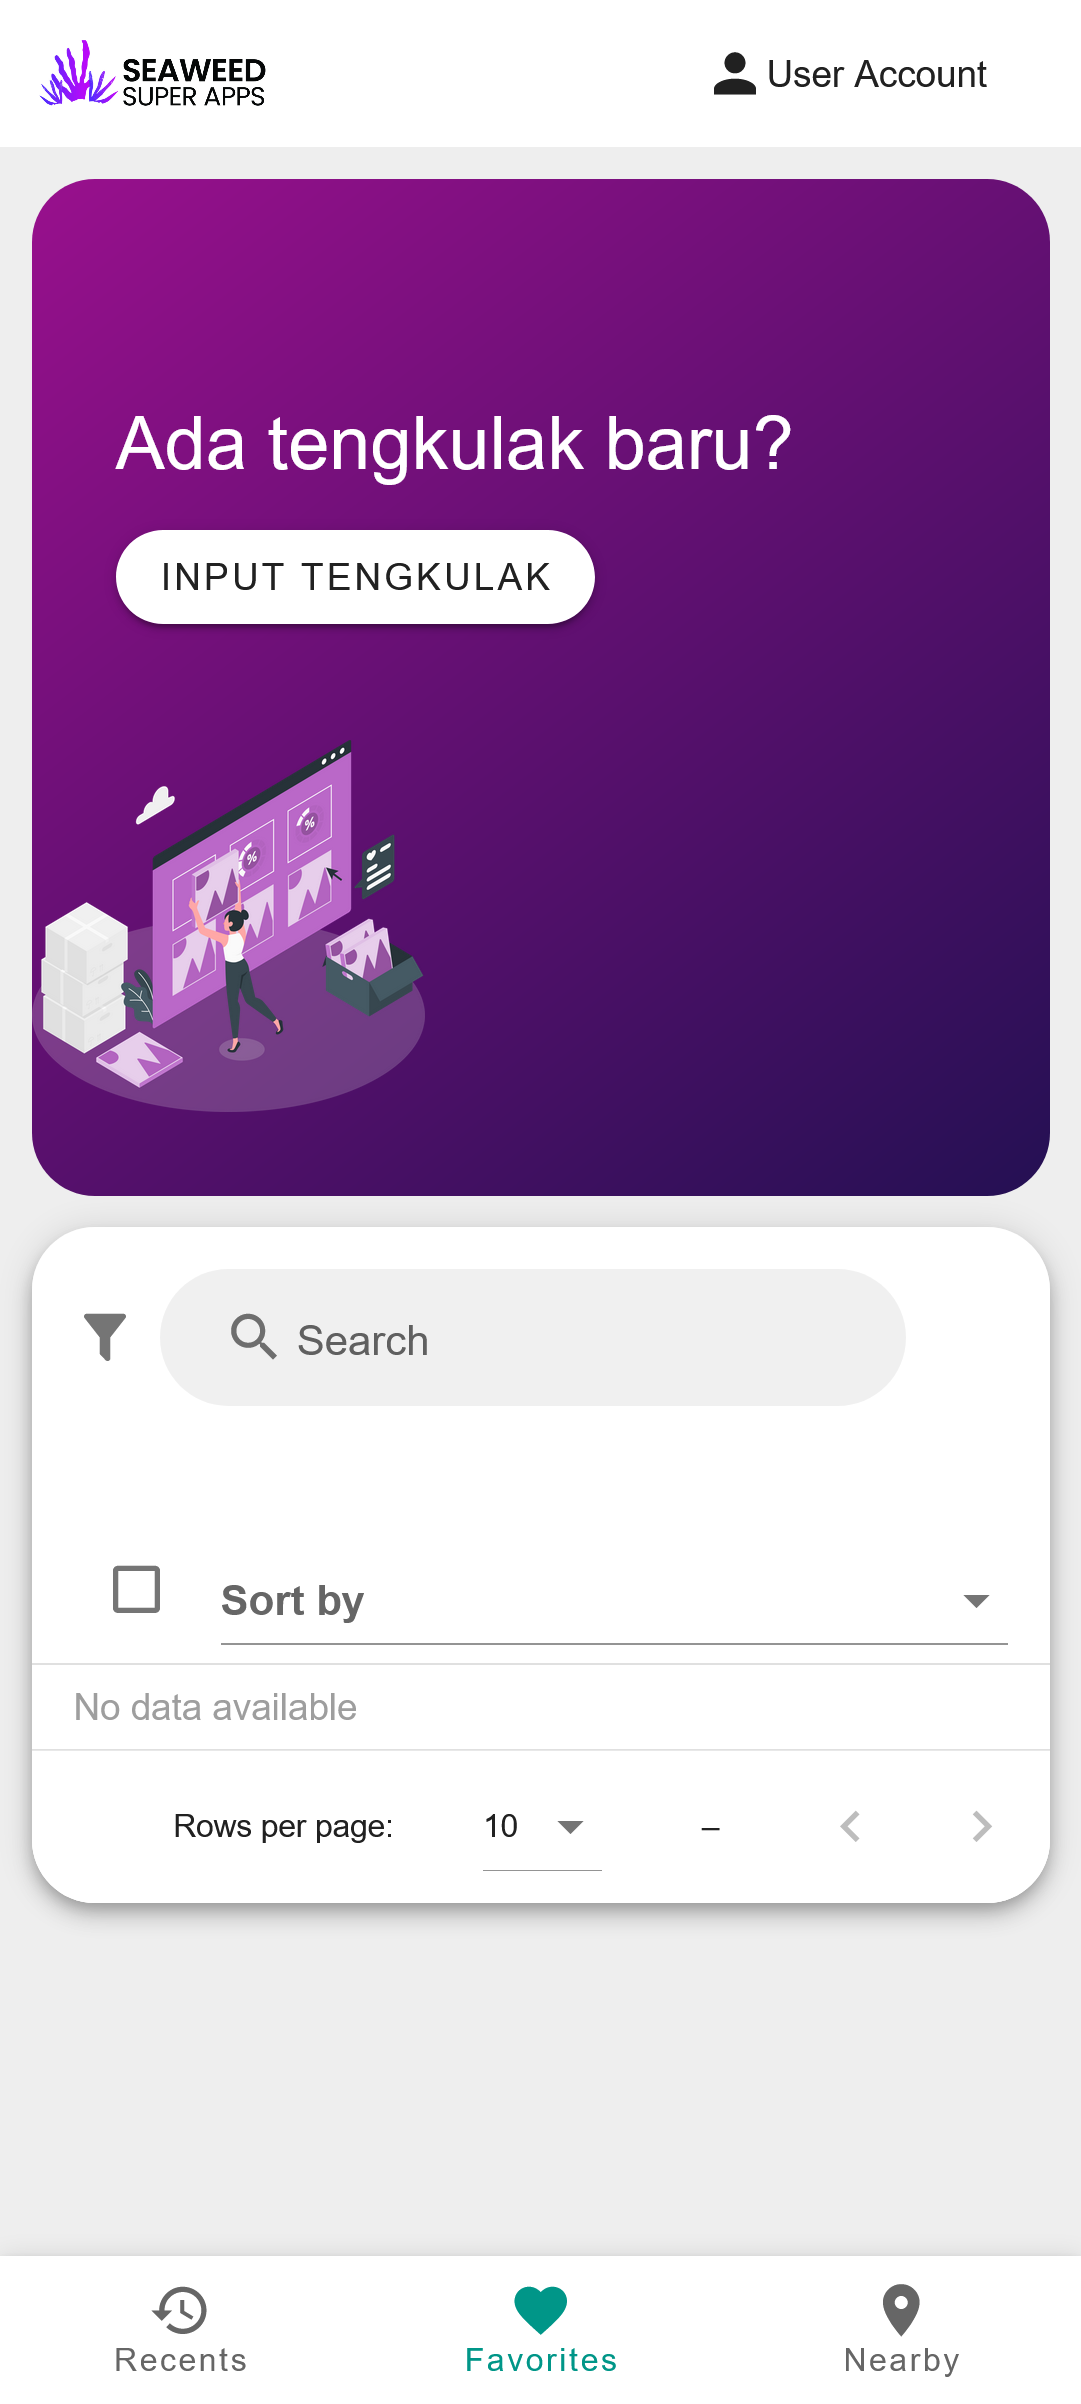 SEAWEED
SUPER APPS
User Account
Ada tengkulak baru?
INPUT TENGKULAK
%
%
Search
Sort by
No data available
Rows per page: 10 –
Recents Favorites Nearby